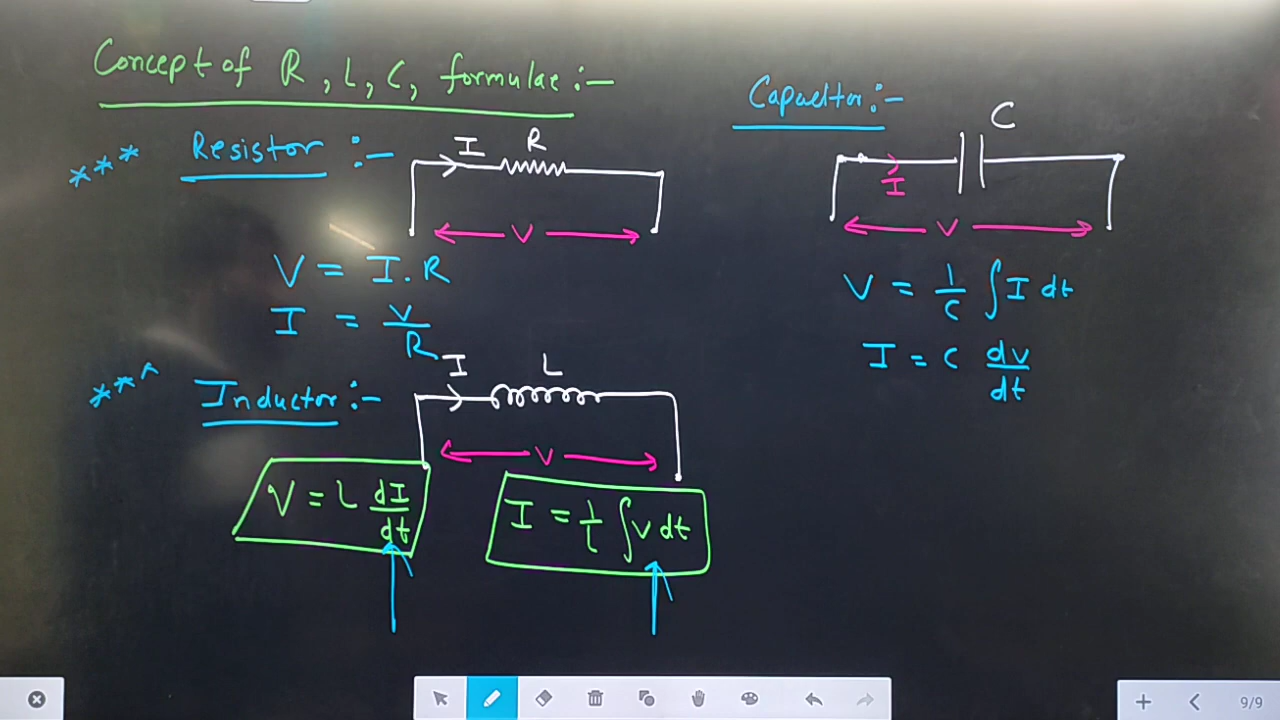 Concept of R, L, C, formulae :-
*** Resistor :-
I R
V
V = I . R
I = V/R
*** Inductor :-
I L
V
V = L dI/dt
I = 1/L ∫ v dt
Capacitor :-
C
I
V
V = 1/C ∫ I dt
I = C dv/dt
9/9